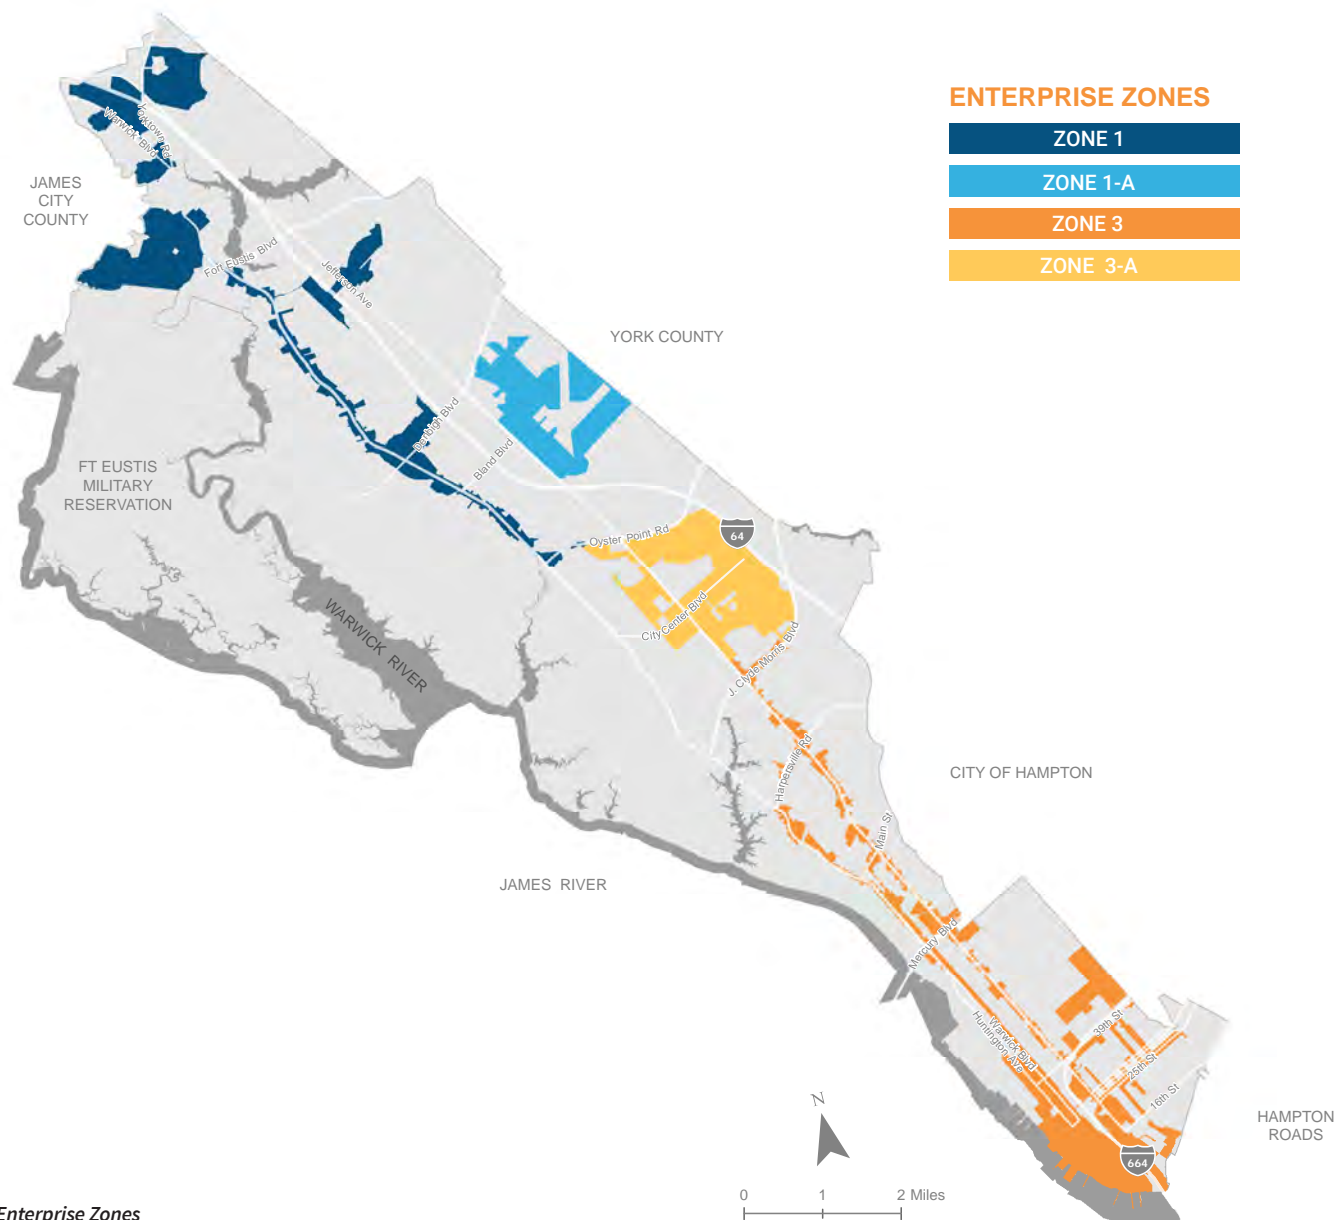 ENTERPRISE ZONES
ZONE 1
ZONE 1-A
ZONE 3
ZONE 3-A
Yorktown Rd
Warwick Blvd
JAMES
CITY
COUNTY
Fort Eustis Blvd
Jefferson Ave
YORK COUNTY
Denbigh Blvd
Bland Blvd
FT EUSTIS
MILITARY
RESERVATION
Oyster Point Rd
64
WARWICK RIVER
City Center Blvd
J. Clyde Morris Blvd
Harpersville Rd
CITY OF HAMPTON
Main St
JAMES RIVER
Mercury Blvd
Warwick Blvd
Huntington Ave
39th St
25th St
16th St
HAMPTON
ROADS
664
N
0 1 2 Miles
Enterprise Zones